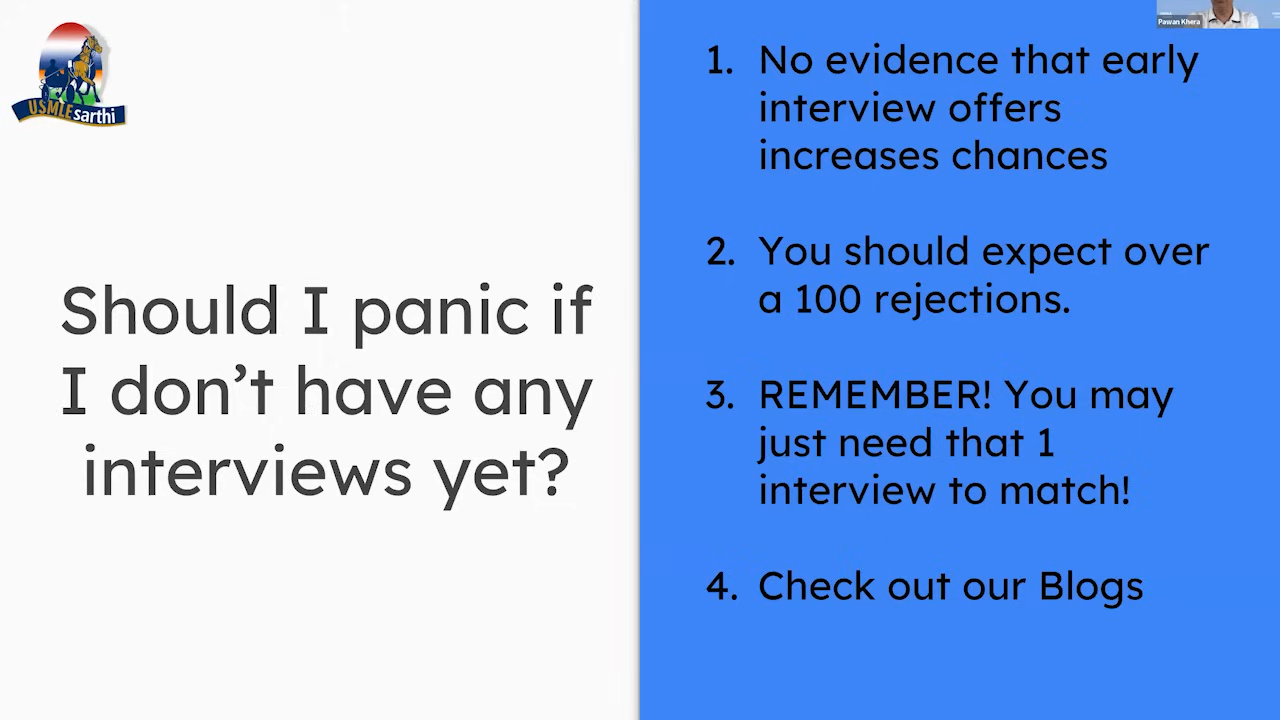 USMLE sarthi
Should I panic if
I don’t have any
interviews yet?
Pawan Khera
1. No evidence that early
interview offers
increases chances
2. You should expect over
a 100 rejections.
3. REMEMBER! You may
just need that 1
interview to match!
4. Check out our Blogs